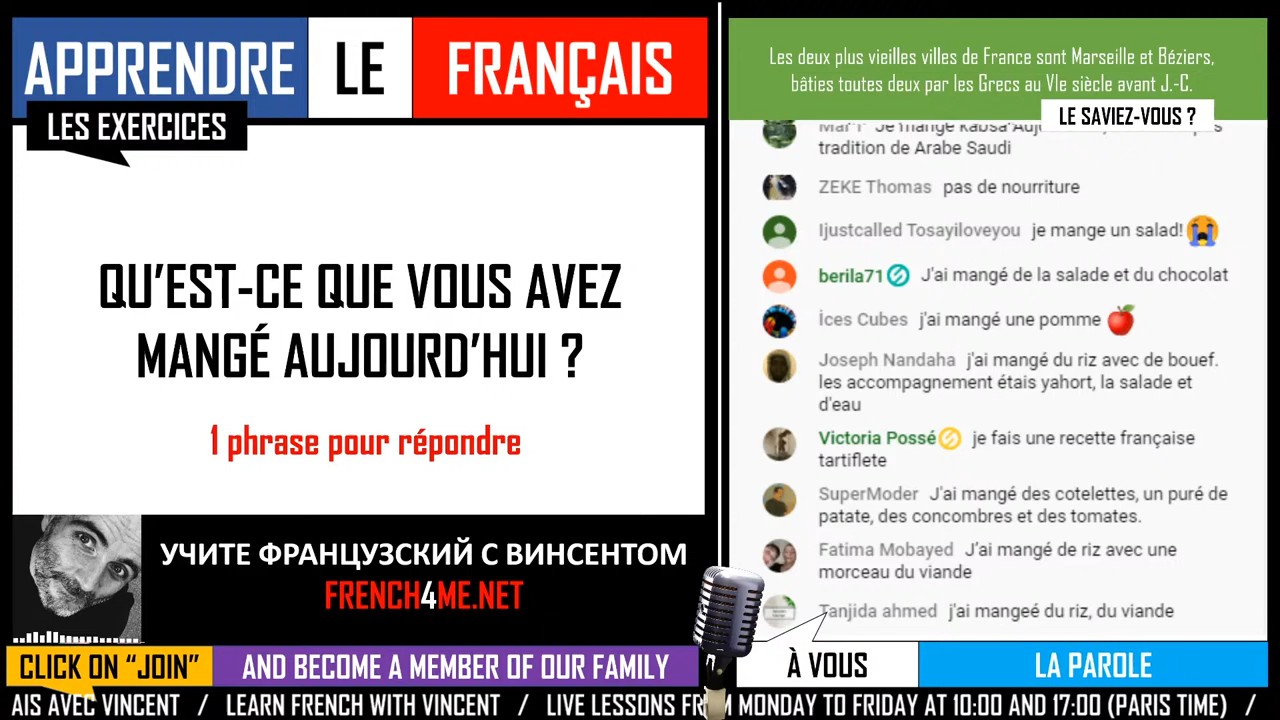 APPRENDRE LE FRANÇAIS
LES EXERCICES
QU'EST-CE QUE VOUS AVEZ
MANGÉ AUJOURD'HUI ?
1 phrase pour répondre
УЧИТЕ ФРАНЦУЗСКИЙ С ВИНСЕНТОМ
FRENCH4ME.NET
CLICK ON “JOIN” AND BECOME A MEMBER OF OUR FAMILY
Les deux plus vieilles villes de France sont Marseille et Béziers,
bâties toutes deux par les Grecs au VIe siècle avant J.-C.
LE SAVIEZ-VOUS ?
Je mange kabsa
tradition de Arabe Saudi
ZEKE Thomas pas de nourriture
Ijustcalled Tosayiloveyou je mange un salad! 😭
berila71 J'ai mangé de la salade et du chocolat
İces Cubes j'ai mangé une pomme 🍎
Joseph Nandaha j'ai mangé du riz avec de bouef.
les accompagnement étais yahort, la salade et
d'eau
Victoria Possé je fais une recette française
tartiflete
SuperModer J'ai mangé des cotelettes, un puré de
patate, des concombres et des tomates.
Fatima Mobayed J'ai mangé de riz avec une
morceau du viande
Tanjida ahmed j'ai mangeé du riz, du viande
À VOUS LA PAROLE
AIS AVEC VINCENT / LEARN FRENCH WITH VINCENT / LIVE LESSONS FROM MONDAY TO FRIDAY AT 10:00 AND 17:00 (PARIS TIME) /